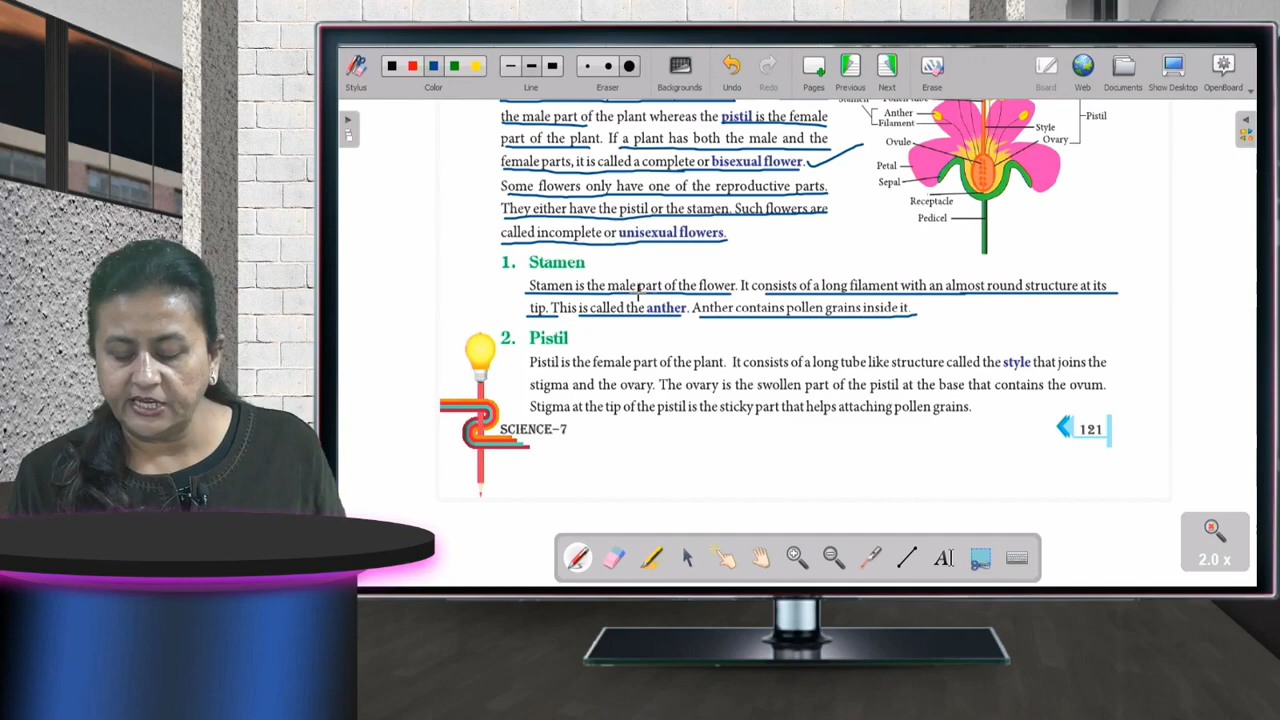 Stylus
Color
Line
Eraser
Backgrounds
Undo
Redo
Pages
Previous
Next
Erase
Board
Web
Documents
Show Desktop
OpenBoard
the male part of the plant whereas the pistil is the female
part of the plant. If a plant has both the male and the
female parts, it is called a complete or bisexual flower.
Some flowers only have one of the reproductive parts.
They either have the pistil or the stamen. Such flowers are
called incomplete or unisexual flowers.
Anther
Filament
Ovule
Petal
Sepal
Receptacle
Pedicel
Style
Ovary
Pistil
1. Stamen
Stamen is the male part of the flower. It consists of a long filament with an almost round structure at its
tip. This is called the anther. Anther contains pollen grains inside it.
2. Pistil
Pistil is the female part of the plant. It consists of a long tube like structure called the style that joins the
stigma and the ovary. The ovary is the swollen part of the pistil at the base that contains the ovum.
Stigma at the tip of the pistil is the sticky part that helps attaching pollen grains.
SCIENCE-7
121
2.0 x